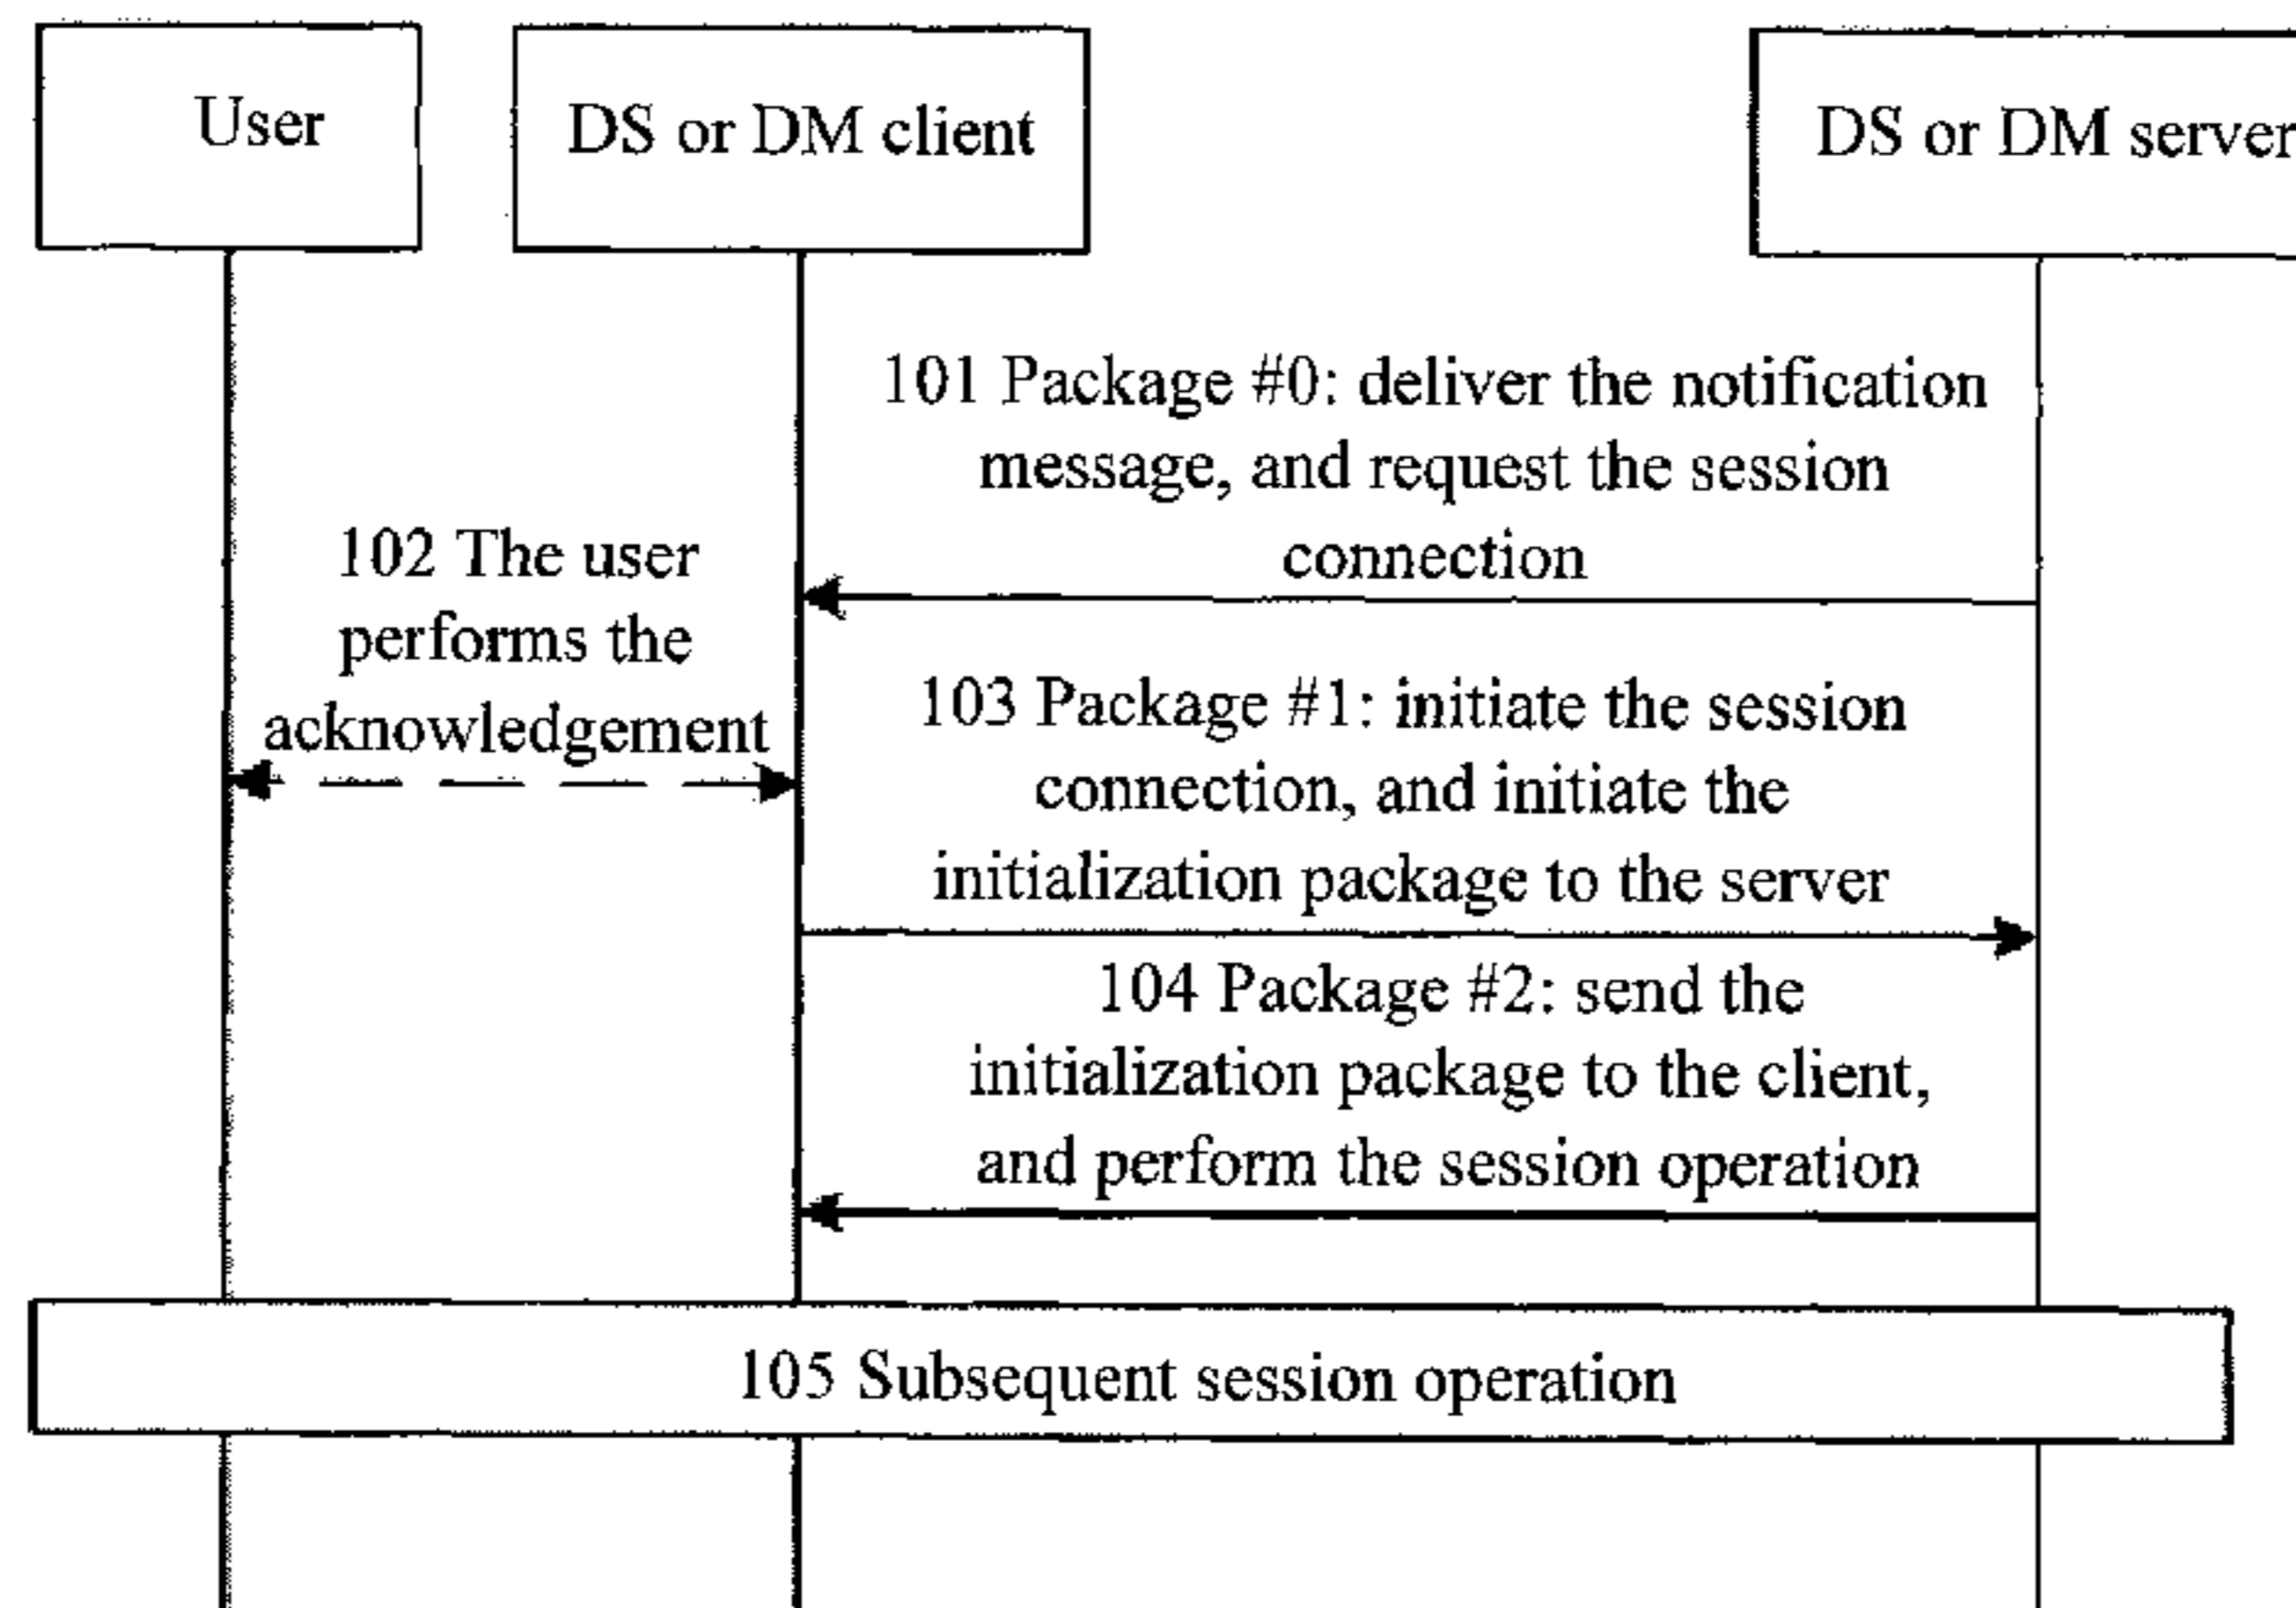 User
DS or DM client
DS or DM server
101 Package #0: deliver the notification
message, and request the session
connection
102 The user
performs the
acknowledgement
103 Package #1: initiate the session
connection, and initiate the
initialization package to the server
104 Package #2: send the
initialization package to the client,
and perform the session operation
105 Subsequent session operation